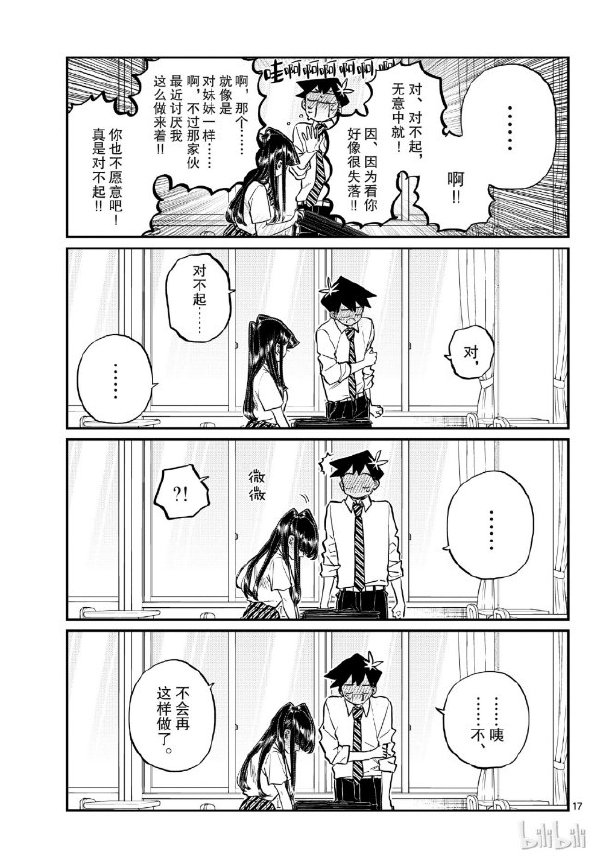 ……
哇啊啊啊啊啊啊
对、对不起，
无意中就！
啊!!
因、因为看你
好像很失落!!
啊，那个……
就像是
对妹妹一样……
啊，不过那家伙
最近讨厌我
这么做来着!!
你也不愿意吧！
真是对不起!!
对，
对
不起……
……
……
微微
?!
……咦
……不、
不会再
这样做了。
17
bilibili